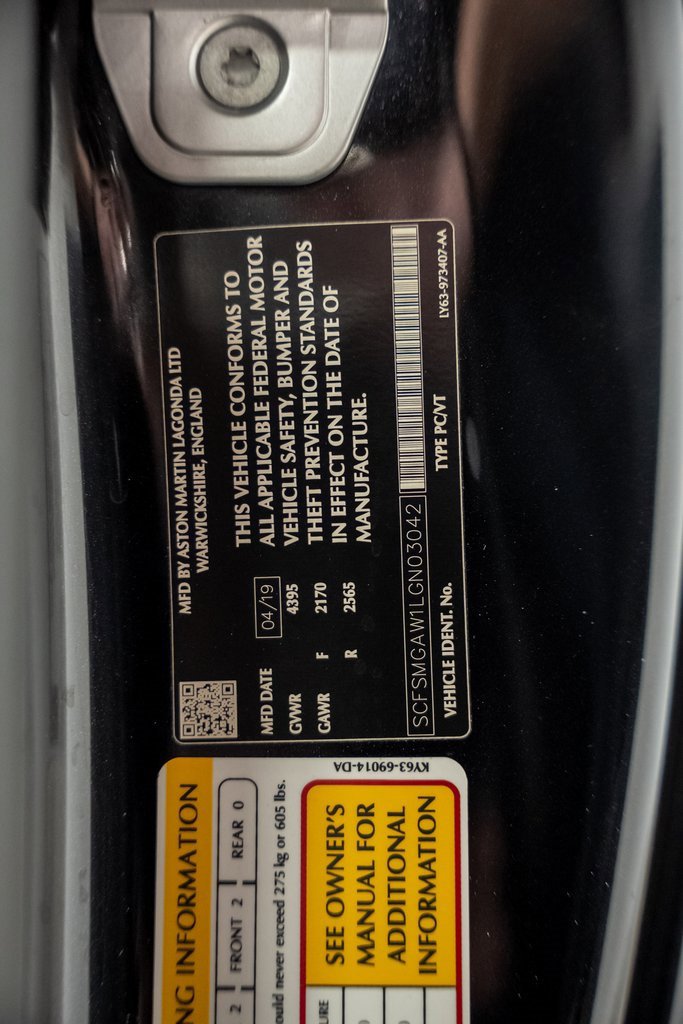 MFD BY ASTON MARTIN LAGONDA LTD
WARWICKSHIRE, ENGLAND
MFD DATE 04/19
GVWR 4395
GAWR F 2170
R 2565
THIS VEHICLE CONFORMS TO
ALL APPLICABLE FEDERAL MOTOR
VEHICLE SAFETY, BUMPER AND
THEFT PREVENTION STANDARDS
IN EFFECT ON THE DATE OF
MANUFACTURE.
SCFSMGAW1LGN03042
VEHICLE IDENT. No. TYPE PC/VT LY63-973407-AA
KY63-69014-DA
INFORMATION
2 FRONT 2 REAR 0
never exceed 275 kg or 605 lbs.
SEE OWNER'S
MANUAL FOR
ADDITIONAL
INFORMATION